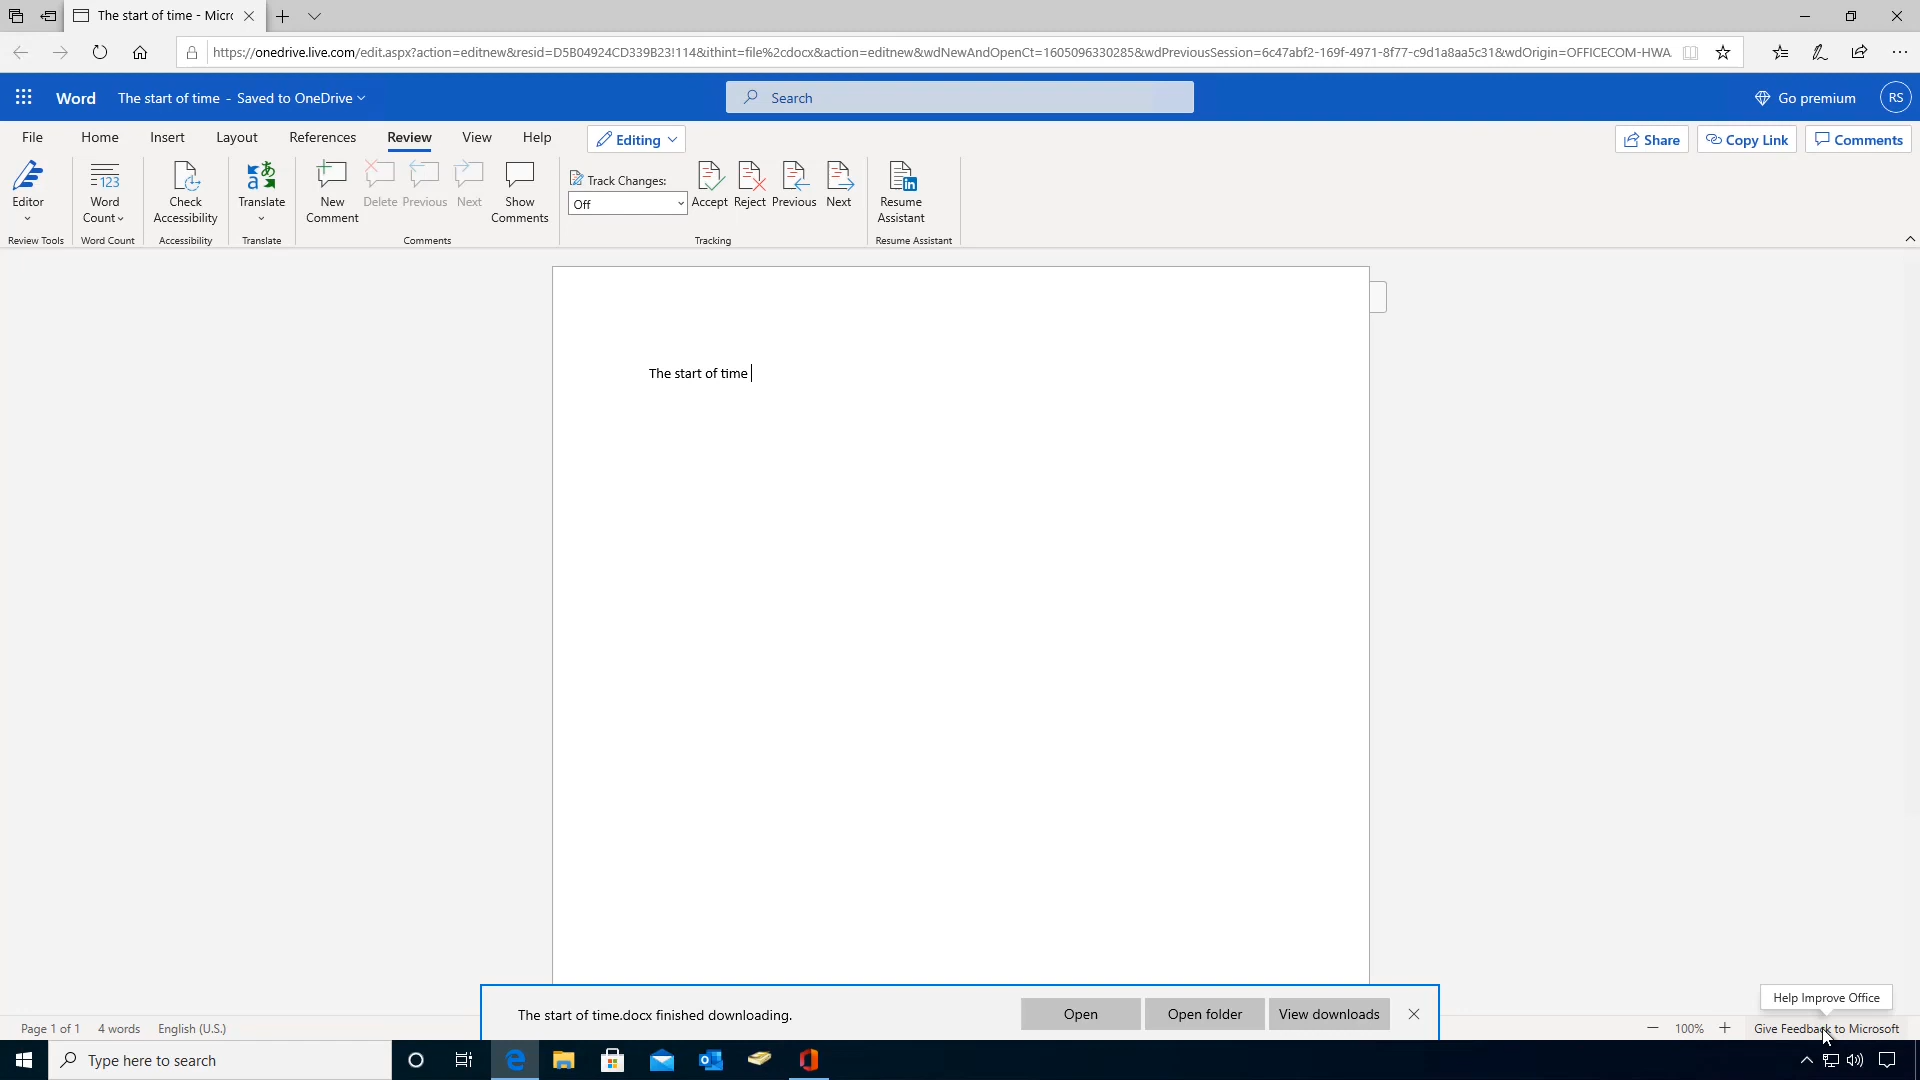 The start of time - Micr
https://onedrive.live.com/edit.aspx?action=editnew&resid=D5B04924CD339B23!114&ithint=file%2cdocx&action=editnew&wdNewAndOpenCt=1605096330285&wdPreviousSession=6c47abf2-169f-4971-8f77-c9d1a8aa5c31&wdOrigin=OFFICECOM-HWA
Word The start of time - Saved to OneDrive Search Go premium RS
File Home Insert Layout References Review View Help Editing Share Copy Link Comments
Editor
Word Count
Check Accessibility
Translate
New Comment
Delete Previous Next
Show Comments
Track Changes:
Off
Accept Reject Previous Next
Resume Assistant
Review Tools Word Count Accessibility Translate Comments Tracking Resume Assistant
The start of time
Help Improve Office
The start of time.docx finished downloading. Open Open folder View downloads
Page 1 of 1 4 words English (U.S.) 100% Give Feedback to Microsoft
Type here to search